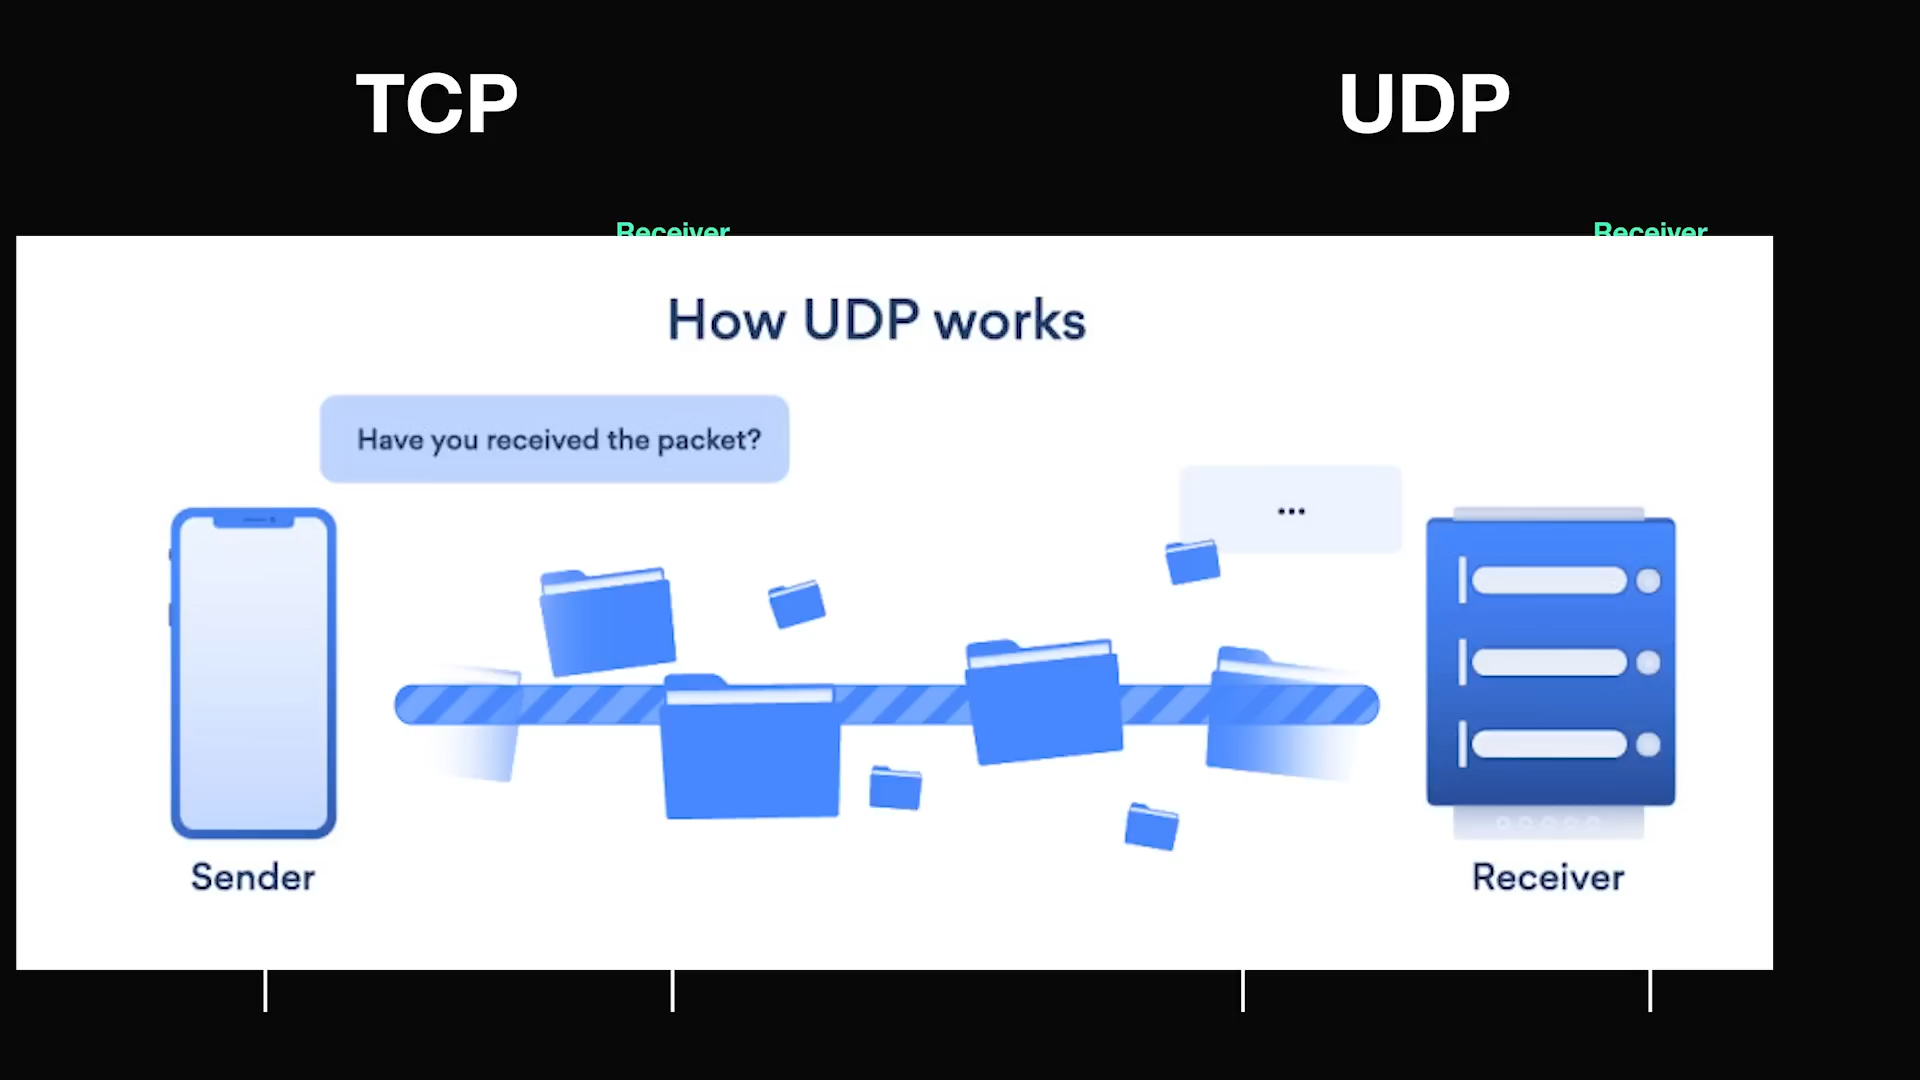 TCP
UDP
Receiver
Receiver
How UDP works
Have you received the packet?
...
Sender
Receiver